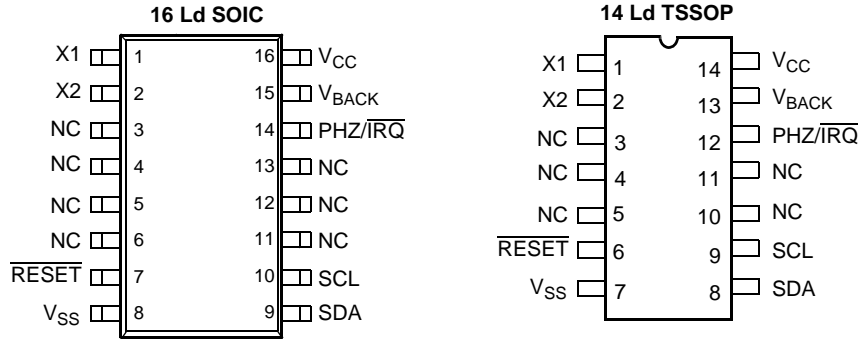 16 Ld SOIC
X1 1 16 VCC
X2 2 15 VBACK
NC 3 14 PHZ/IRQ
NC 4 13 NC
NC 5 12 NC
NC 6 11 NC
RESET 7 10 SCL
VSS 8 9 SDA
14 Ld TSSOP
X1 1 14 VCC
X2 2 13 VBACK
NC 3 12 PHZ/IRQ
NC 4 11 NC
NC 5 10 NC
RESET 6 9 SCL
VSS 7 8 SDA